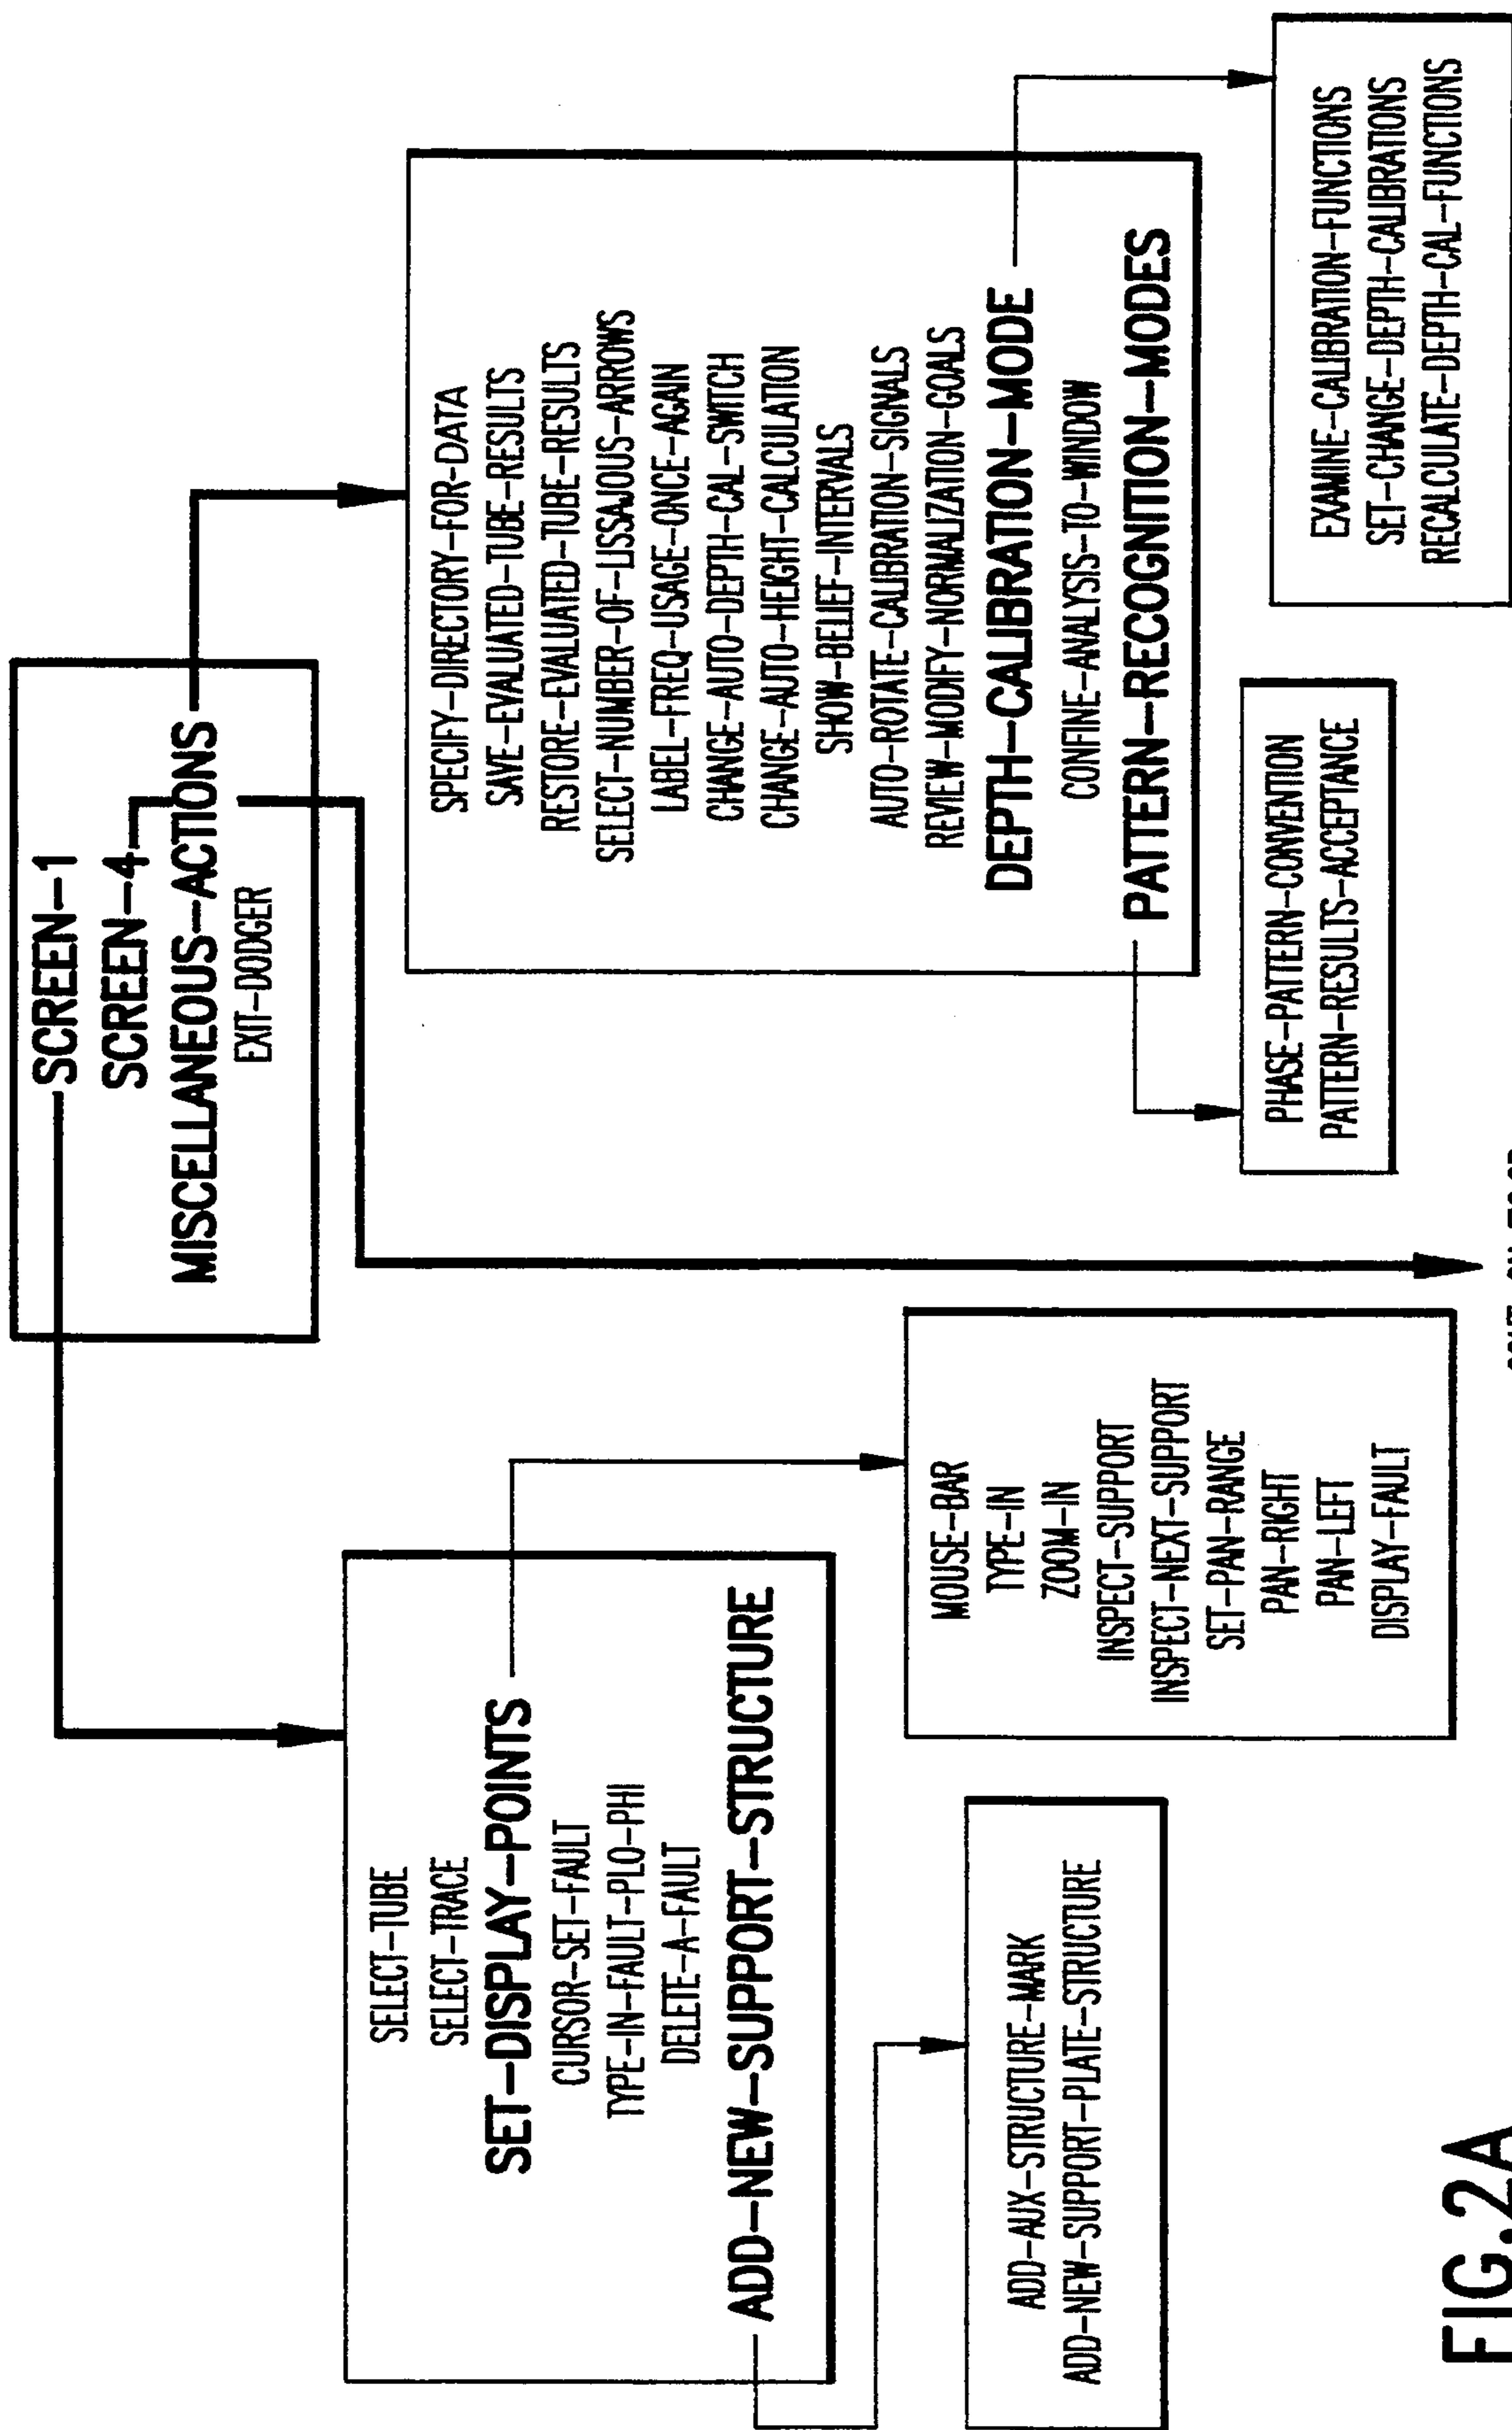 SCREEN-1
SCREEN-4
MISCELLANEOUS-ACTIONS
EXIT-DODGER
SELECT-TUBE
SELECT-TRACE
SET-DISPLAY-POINTS
CURSOR-SET-FAULT
TYPE-IN-FAULT-PLO-PHI
DELETE-A-FAULT
ADD-NEW-SUPPORT-STRUCTURE
SPECIFY-DIRECTORY-FOR-DATA
SAVE-EVALUATED-TUBE-RESULTS
RESTORE-EVALUATED-TUBE-RESULTS
SELECT-NUMBER-OF-LISSAJOUS-ARROWS
LABEL-FREQ-USAGE-ONCE-AGAIN
CHANGE-AUTO-DEPTH-CAL-SWITCH
CHANGE-AUTO-HEIGHT-CALCULATION
SHOW-BELIEF-INTERVALS
AUTO-ROTATE-CALIBRATION-SIGNALS
REVIEW-MODIFY-NORMALIZATION-GOALS
DEPTH-CALIBRATION-MODE
CONFINE-ANALYSIS-TO-WINDOW
PATTERN-RECOGNITION-MODES
ADD-AUX-STRUCTURE-MARK
ADD-NEW-SUPPORT-PLATE-STRUCTURE
MOUSE-BAR
TYPE-IN
ZOOM-IN
INSPECT-SUPPORT
INSPECT-NEXT-SUPPORT
SET-PAN-RANGE
PAN-RIGHT
PAN-LEFT
DISPLAY-FAULT
PHASE-PATTERN-CONVENTION
PATTERN-RESULTS-ACCEPTANCE
EXAMINE-CALIBRATION-FUNCTIONS
SET-CHANGE-DEPTH-CALIBRATIONS
RECALCULATE-DEPTH-CAL-FUNCTIONS
FIG.2A